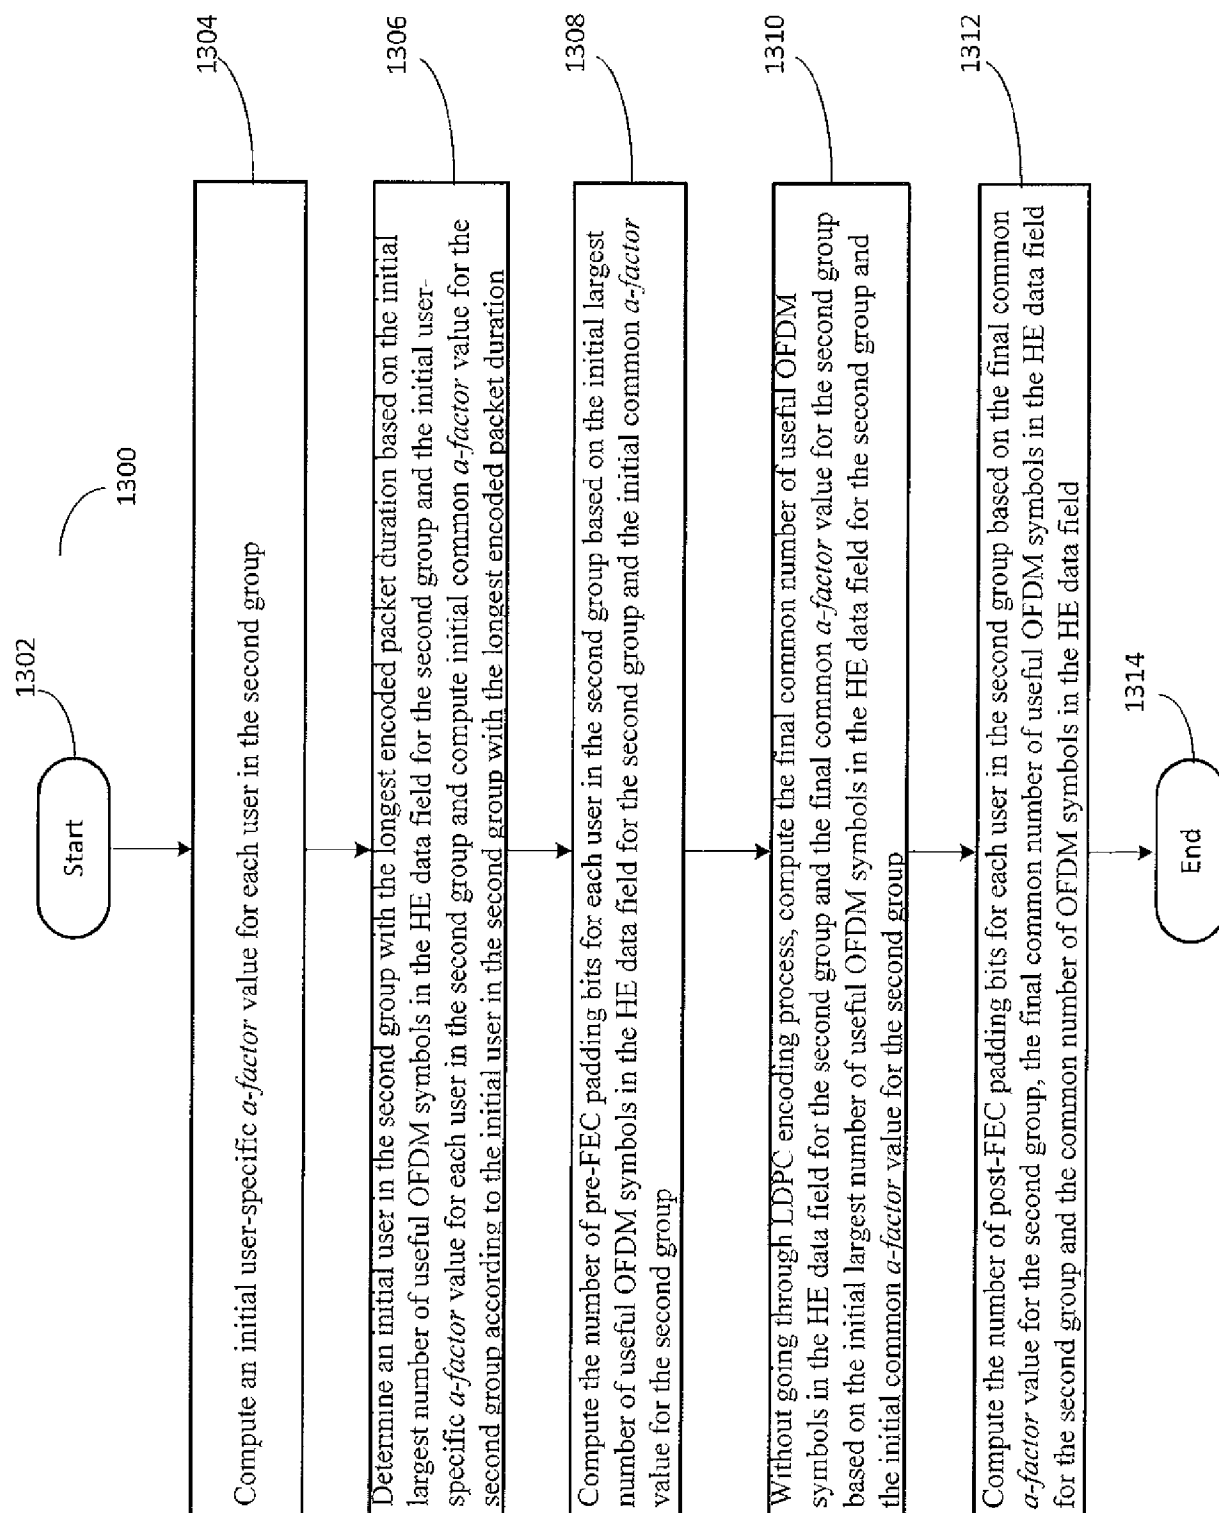 1300
1302
Start
1304
Compute an initial user-specific a-factor value for each user in the second group
1306
Determine an initial user in the second group with the longest encoded packet duration based on the initial
largest number of useful OFDM symbols in the HE data field for the second group and the initial user-
specific a-factor value for each user in the second group and compute initial common a-factor value for the
second group according to the initial user in the second group with the longest encoded packet duration
1308
Compute the number of pre-FEC padding bits for each user in the second group based on the initial largest
number of useful OFDM symbols in the HE data field for the second group and the initial common a-factor
value for the second group
1310
Without going through LDPC encoding process, compute the final common number of useful OFDM
symbols in the HE data field for the second group and the final common a-factor value for the second group
based on the initial largest number of useful OFDM symbols in the HE data field for the second group and
the initial common a-factor value for the second group
1312
Compute the number of post-FEC padding bits for each user in the second group based on the final common
a-factor value for the second group, the final common number of useful OFDM symbols in the HE data field
for the second group and the common number of OFDM symbols in the HE data field
1314
End